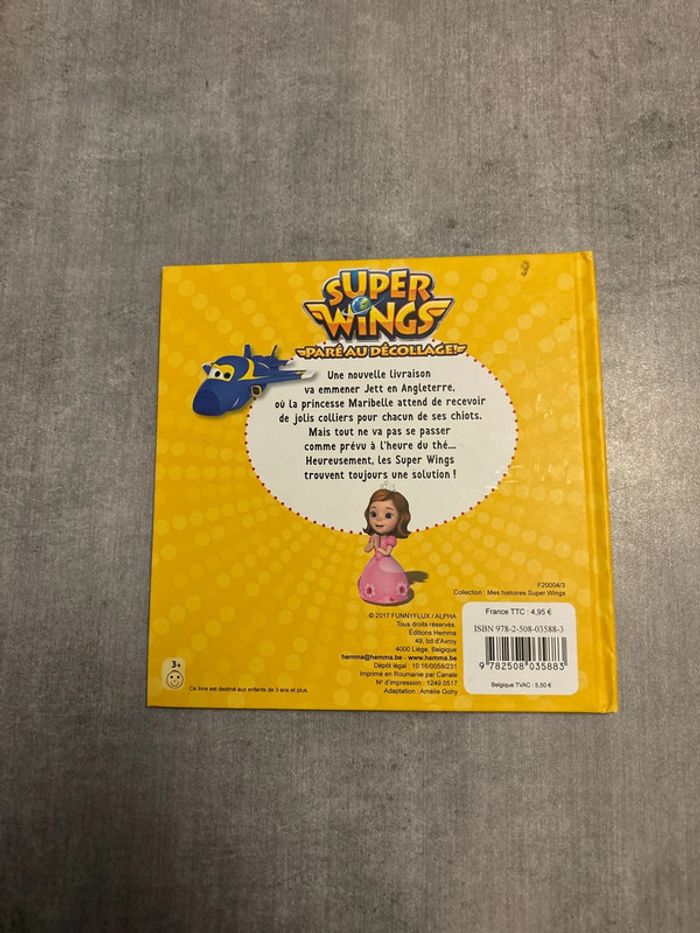 SUPER
WINGS
PARÉ AU DÉCOLLAGE!
Une nouvelle livraison
va emmener Jett en Angleterre,
où la princesse Maribelle attend de recevoir
de jolis colliers pour chacun de ses chiots.
Mais tout ne va pas se passer
comme prévu à l'heure du thé...
Heureusement, les Super Wings
trouvent toujours une solution !
F20004/3
Collection : Mes histoires Super Wings
© 2017 FUNNYFLUX / ALPHA
Tous droits réservés.
Éditions Hemma
49, bd d'Avroy
4000 Liège, Belgique
hemma@hemma.be - www.hemma.be
Dépôt légal : 10.16/0058/231
Imprimé en Roumanie par Canale
N° d'impression : 1249.0517
Adaptation : Amélie Gohy
France TTC : 4,95 €
ISBN 978-2-508-03588-3
9 782508 035883
Belgique TVAC : 5,50 €
3+
Ce livre est destiné aux enfants de 3 ans et plus.